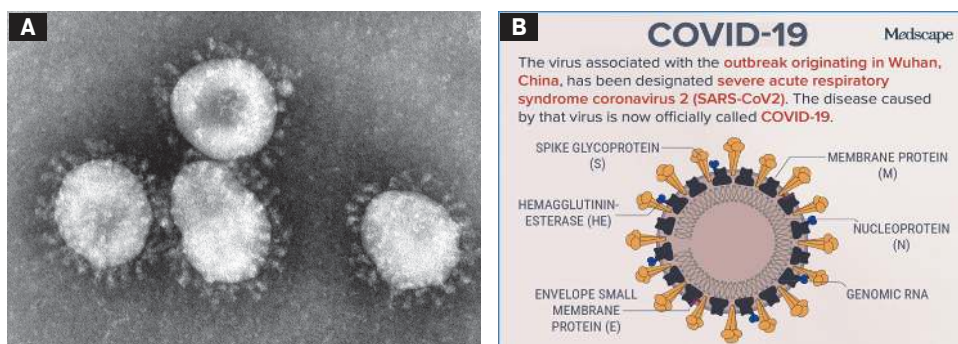 A
B
COVID-19
Medscape
The virus associated with the outbreak originating in Wuhan,
China, has been designated severe acute respiratory
syndrome coronavirus 2 (SARS-CoV2). The disease caused
by that virus is now officially called COVID-19.
SPIKE GLYCOPROTEIN
(S)
MEMBRANE PROTEIN
(M)
HEMAGGLUTININ-
ESTERASE (HE)
NUCLEOPROTEIN
(N)
ENVELOPE SMALL
MEMBRANE
PROTEIN (E)
GENOMIC RNA